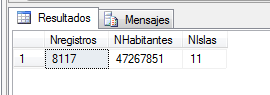 Resultados Mensajes
Nregistros NHabitantes NIslas
1 8117 47267851 11